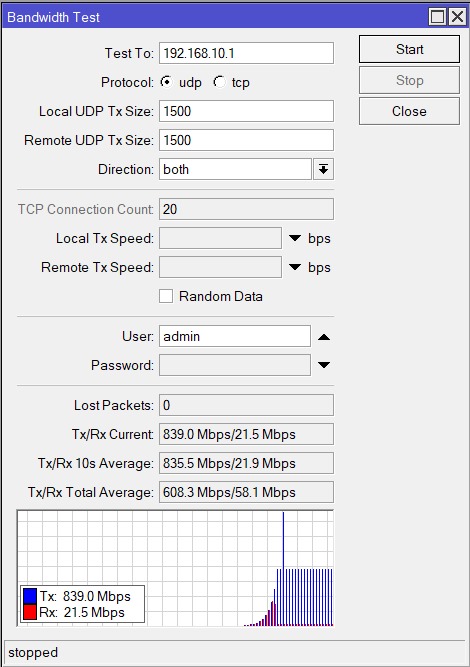 Bandwidth Test
Test To: 192.168.10.1
Start
Protocol: udp tcp
Stop
Local UDP Tx Size: 1500
Close
Remote UDP Tx Size: 1500
Direction: both
TCP Connection Count: 20
Local Tx Speed: bps
Remote Tx Speed: bps
Random Data
User: admin
Password:
Lost Packets: 0
Tx/Rx Current: 839.0 Mbps/21.5 Mbps
Tx/Rx 10s Average: 835.5 Mbps/21.9 Mbps
Tx/Rx Total Average: 608.3 Mbps/58.1 Mbps
Tx: 839.0 Mbps
Rx: 21.5 Mbps
stopped